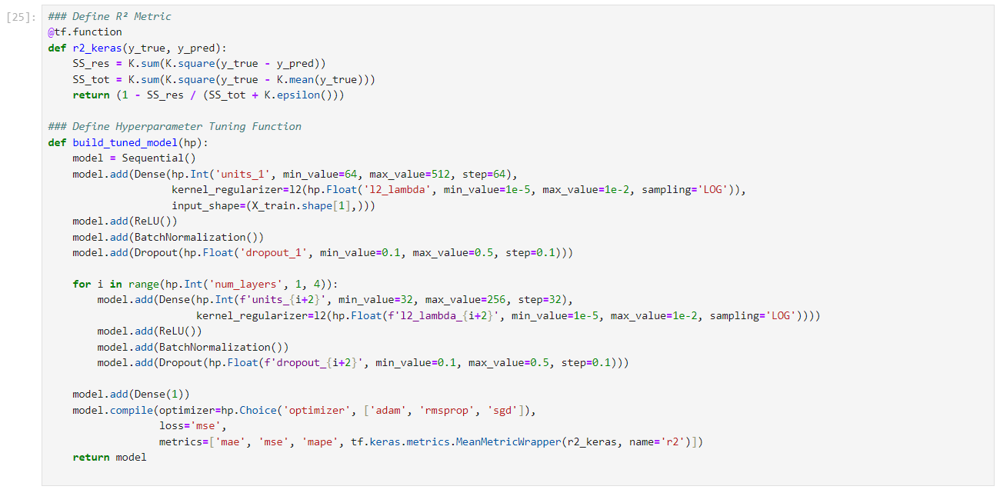 [25]: ### Define R² Metric
@tf.function
def r2_keras(y_true, y_pred):
    SS_res = K.sum(K.square(y_true - y_pred))
    SS_tot = K.sum(K.square(y_true - K.mean(y_true)))
    return (1 - SS_res / (SS_tot + K.epsilon()))

### Define Hyperparameter Tuning Function
def build_tuned_model(hp):
    model = Sequential()
    model.add(Dense(hp.Int('units_1', min_value=64, max_value=512, step=64),
                    kernel_regularizer=l2(hp.Float('l2_lambda', min_value=1e-5, max_value=1e-2, sampling='LOG')),
                    input_shape=(X_train.shape[1],)))
    model.add(ReLU())
    model.add(BatchNormalization())
    model.add(Dropout(hp.Float('dropout_1', min_value=0.1, max_value=0.5, step=0.1)))

    for i in range(hp.Int('num_layers', 1, 4)):
        model.add(Dense(hp.Int(f'units_{i+2}', min_value=32, max_value=256, step=32),
                        kernel_regularizer=l2(hp.Float(f'l2_lambda_{i+2}', min_value=1e-5, max_value=1e-2, sampling='LOG'))))
        model.add(ReLU())
        model.add(BatchNormalization())
        model.add(Dropout(hp.Float(f'dropout_{i+2}', min_value=0.1, max_value=0.5, step=0.1)))

    model.add(Dense(1))
    model.compile(optimizer=hp.Choice('optimizer', ['adam', 'rmsprop', 'sgd']),
                  loss='mse',
                  metrics=['mae', 'mse', 'mape', tf.keras.metrics.MeanMetricWrapper(r2_keras, name='r2')])
    return model